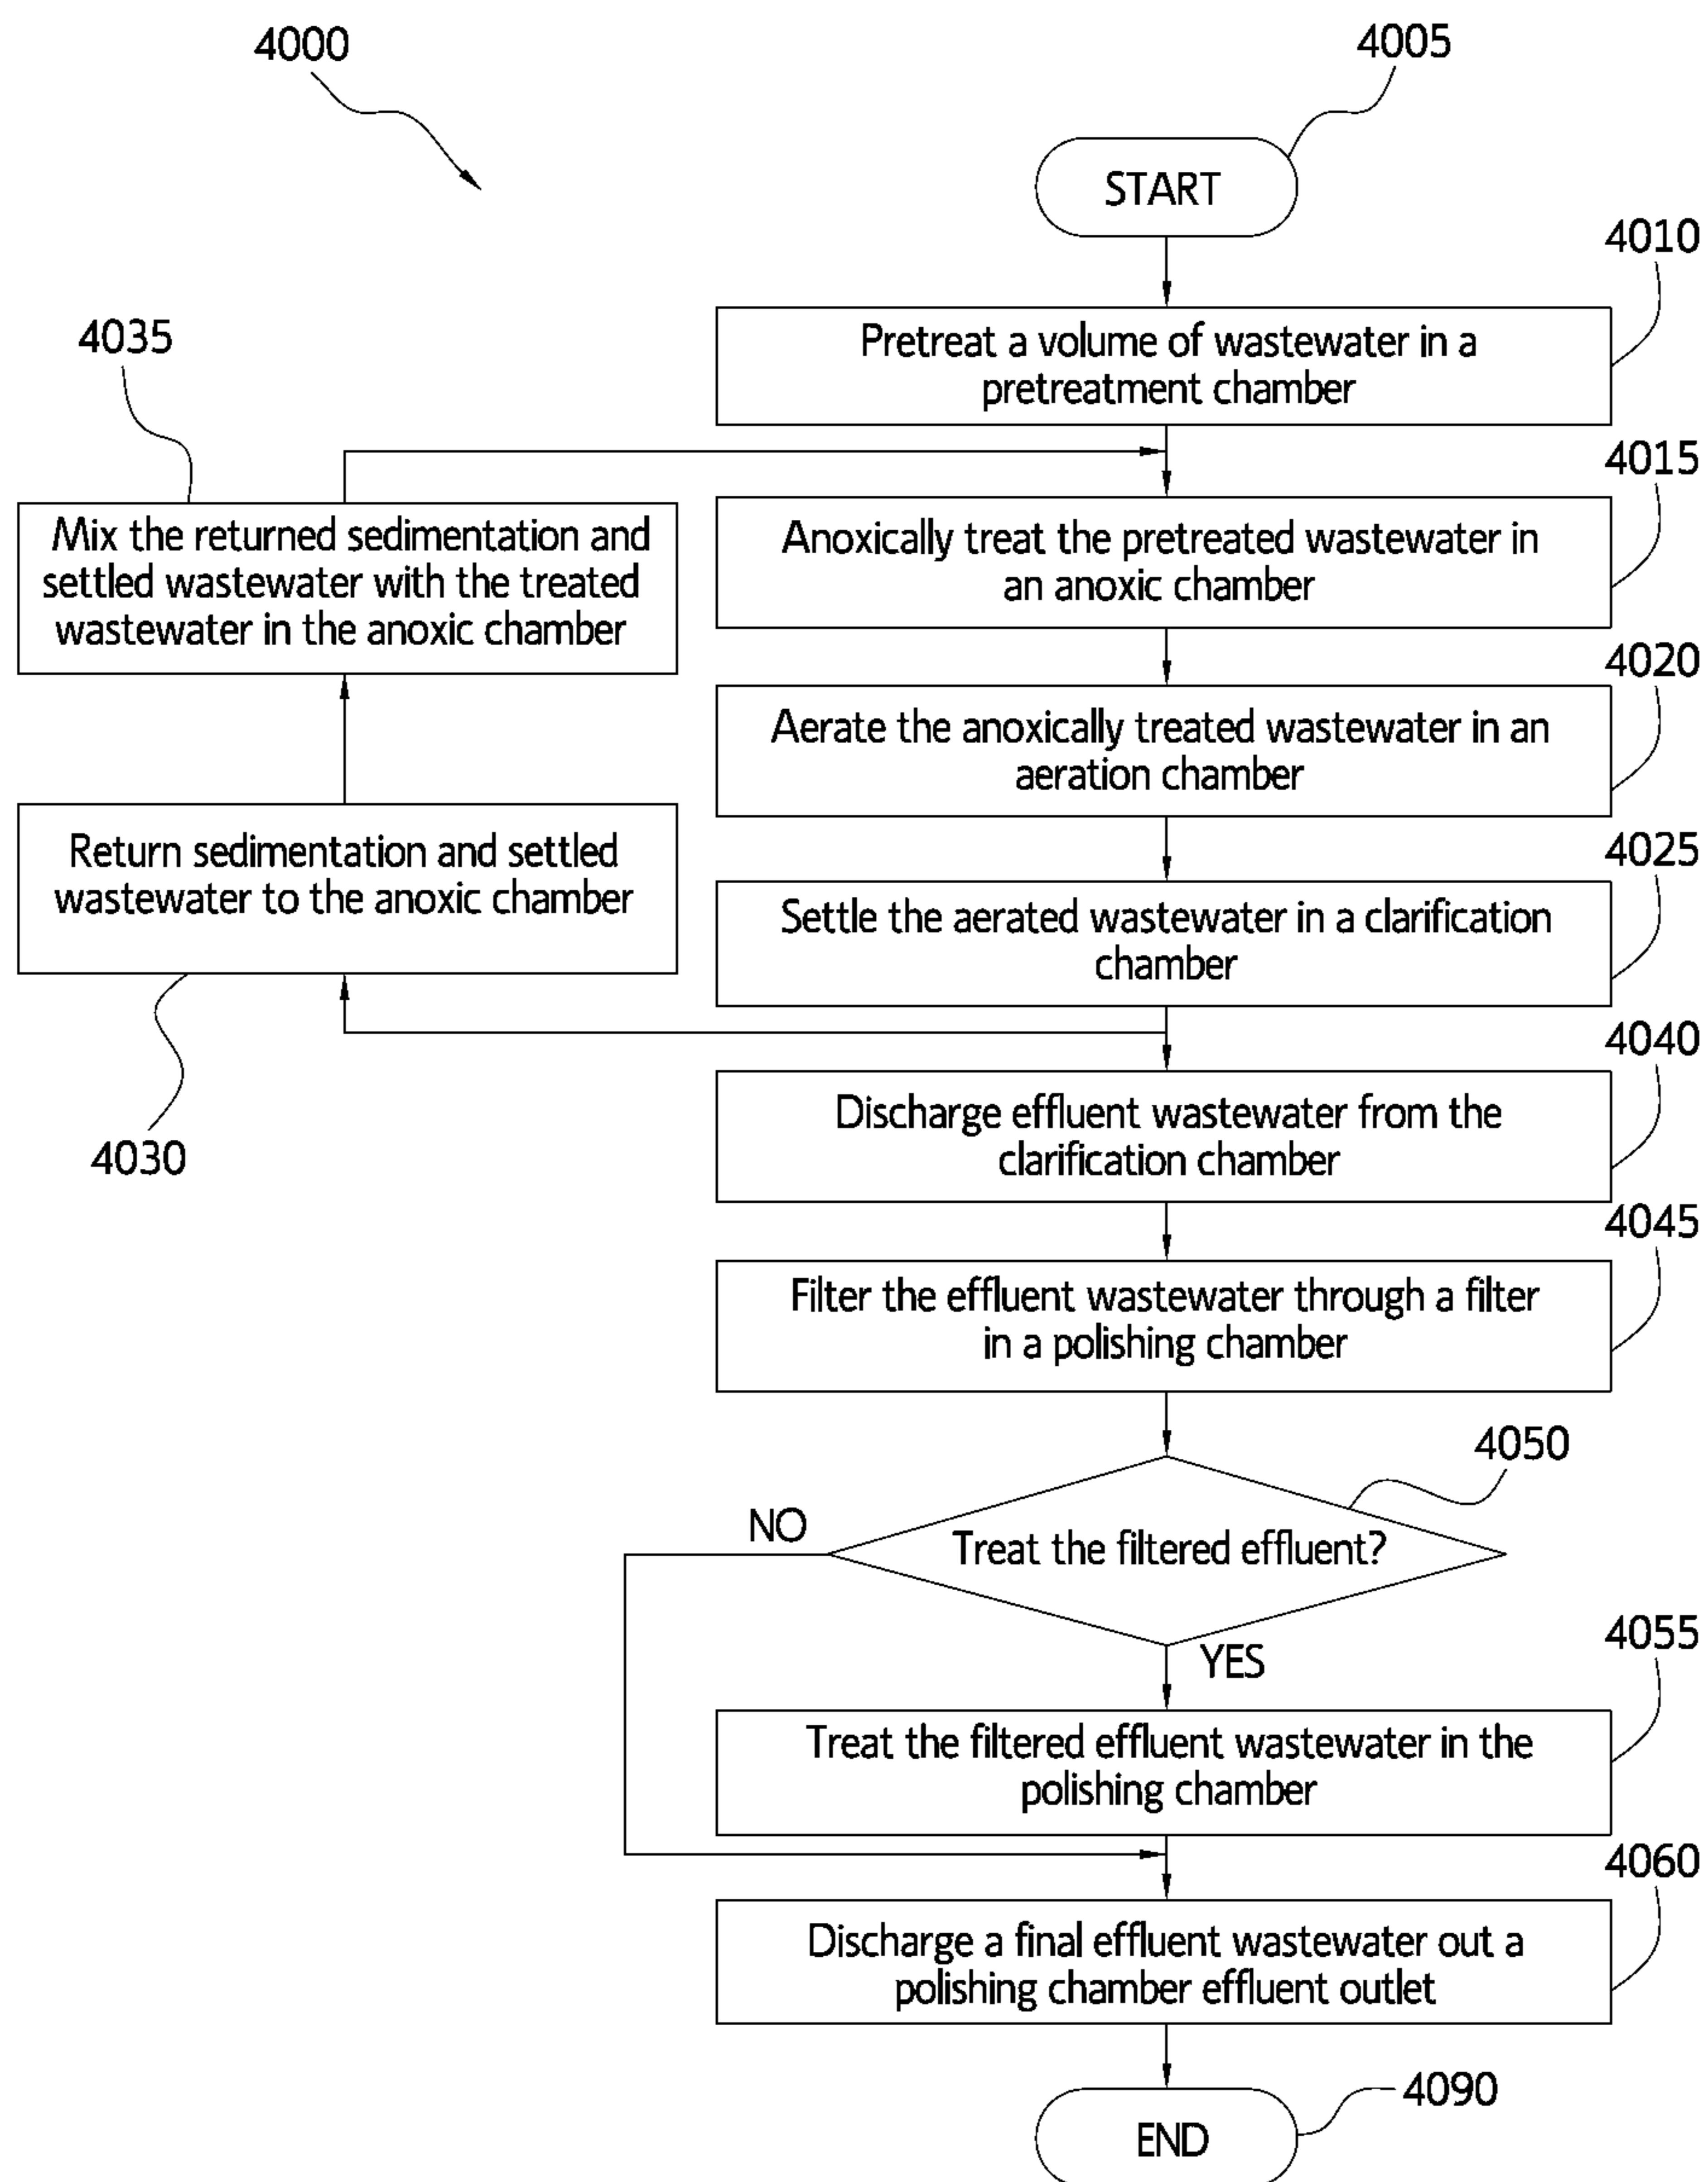 4000
4005
START
4010
Pretreat a volume of wastewater in a
pretreatment chamber
4035
4015
Mix the returned sedimentation and
settled wastewater with the treated
wastewater in the anoxic chamber
Anoxically treat the pretreated wastewater in
an anoxic chamber
4020
Aerate the anoxically treated wastewater in an
aeration chamber
Return sedimentation and settled
wastewater to the anoxic chamber
4025
Settle the aerated wastewater in a clarification
chamber
4030
4040
Discharge effluent wastewater from the
clarification chamber
4045
Filter the effluent wastewater through a filter
in a polishing chamber
4050
NO
Treat the filtered effluent?
YES
4055
Treat the filtered effluent wastewater in the
polishing chamber
4060
Discharge a final effluent wastewater out a
polishing chamber effluent outlet
4090
END